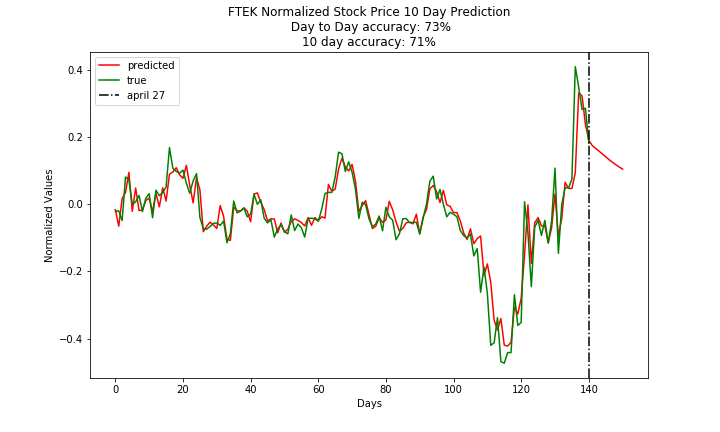 FTEK Normalized Stock Price 10 Day Prediction
Day to Day accuracy: 73%
10 day accuracy: 71%
predicted
true
april 27
0.4
0.2
0.0
−0.2
−0.4
Normalized Values
0 20 40 60 80 100 120 140
Days